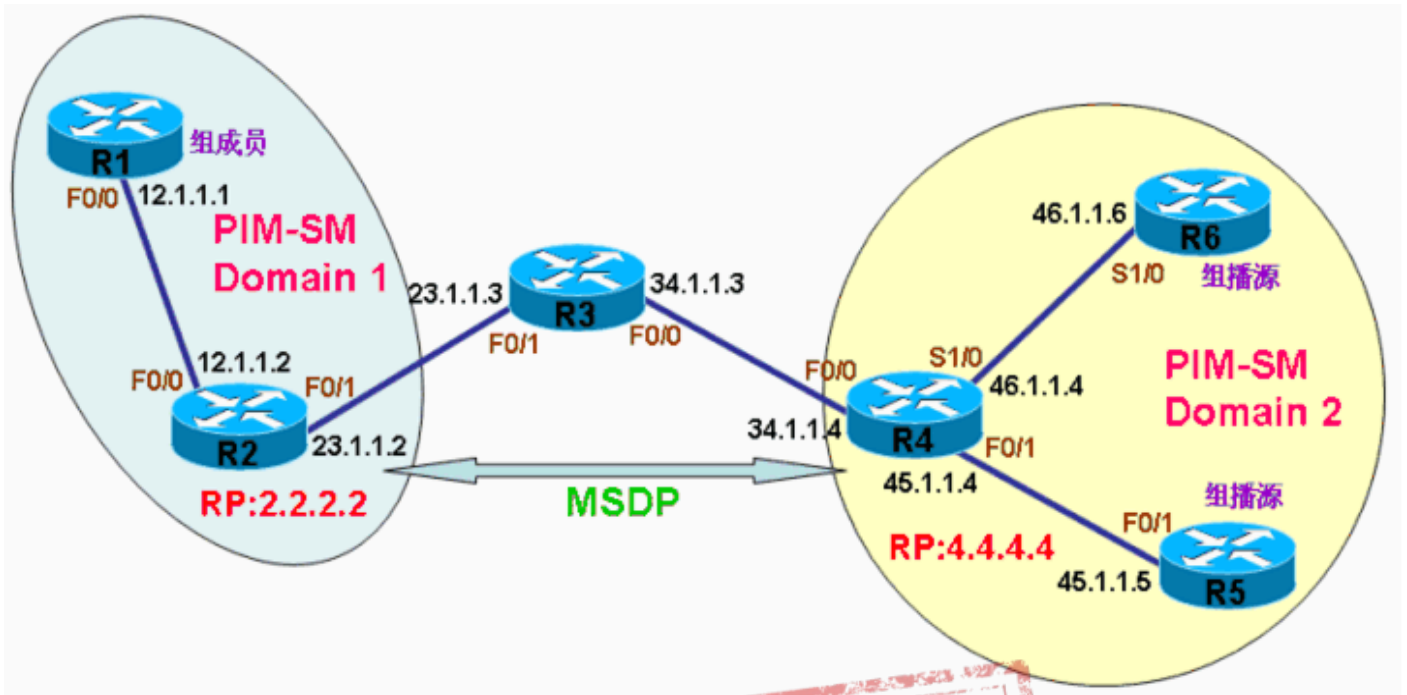 R1
组成员
F0/0
12.1.1.1
PIM-SM
Domain 1
12.1.1.2
F0/0
F0/1
R2
23.1.1.2
RP:2.2.2.2
23.1.1.3
F0/1
R3
34.1.1.3
F0/0
MSDP
F0/0
34.1.1.4
S1/0
46.1.1.4
R4
F0/1
45.1.1.4
RP:4.4.4.4
46.1.1.6
S1/0
R6
组播源
PIM-SM
Domain 2
组播源
F0/1
45.1.1.5
R5